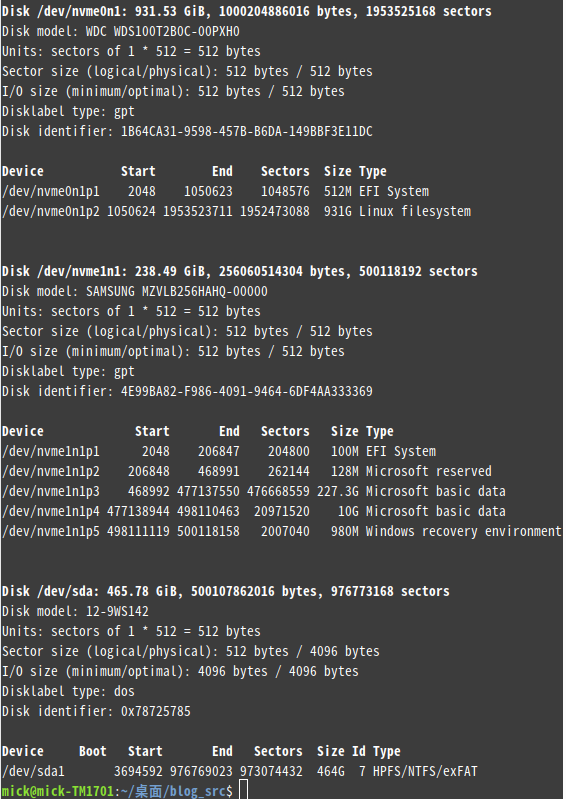 Disk /dev/nvme0n1: 931.53 GiB, 1000204886016 bytes, 1953525168 sectors
Disk model: WDC WDS100T2B0C-00PXH0
Units: sectors of 1 * 512 = 512 bytes
Sector size (logical/physical): 512 bytes / 512 bytes
I/O size (minimum/optimal): 512 bytes / 512 bytes
Disklabel type: gpt
Disk identifier: 1B64CA31-9598-457B-B6DA-149BBF3E11DC
Device Start End Sectors Size Type
/dev/nvme0n1p1 2048 1050623 1048576 512M EFI System
/dev/nvme0n1p2 1050624 1953523711 1952473088 931G Linux filesystem
Disk /dev/nvme1n1: 238.49 GiB, 256060514304 bytes, 500118192 sectors
Disk model: SAMSUNG MZVLB256HAHQ-00000
Units: sectors of 1 * 512 = 512 bytes
Sector size (logical/physical): 512 bytes / 512 bytes
I/O size (minimum/optimal): 512 bytes / 512 bytes
Disklabel type: gpt
Disk identifier: 4E99BA82-F986-4091-9464-6DF4AA333369
Device Start End Sectors Size Type
/dev/nvme1n1p1 2048 206847 204800 100M EFI System
/dev/nvme1n1p2 206848 468991 262144 128M Microsoft reserved
/dev/nvme1n1p3 468992 477137550 476668559 227.3G Microsoft basic data
/dev/nvme1n1p4 477138944 498110463 20971520 10G Microsoft basic data
/dev/nvme1n1p5 498111119 500118158 2007040 980M Windows recovery environment
Disk /dev/sda: 465.78 GiB, 500107862016 bytes, 976773168 sectors
Disk model: 12-9WS142
Units: sectors of 1 * 512 = 512 bytes
Sector size (logical/physical): 512 bytes / 4096 bytes
I/O size (minimum/optimal): 4096 bytes / 4096 bytes
Disklabel type: dos
Disk identifier: 0x78725785
Device Boot Start End Sectors Size Id Type
/dev/sda1 3694592 976769023 973074432 464G 7 HPFS/NTFS/exFAT
mick@mick-TM1701:~/桌面/blog_src$